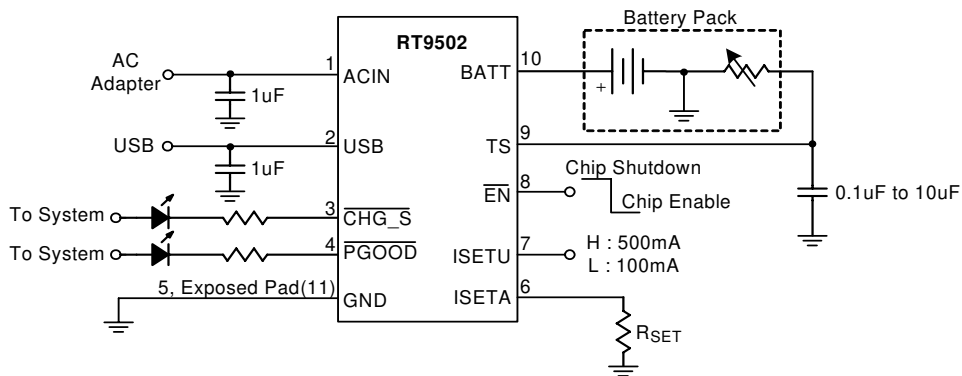 Battery Pack
RT9502
AC
Adapter
1
ACIN
1uF
USB
2
USB
1uF
To System
3
CHG_S
To System
4
PGOOD
5, Exposed Pad(11)
GND
10
BATT
+
9
TS
8
EN
Chip Shutdown
Chip Enable
7
ISETU
H : 500mA
L : 100mA
6
ISETA
RSET
0.1uF to 10uF